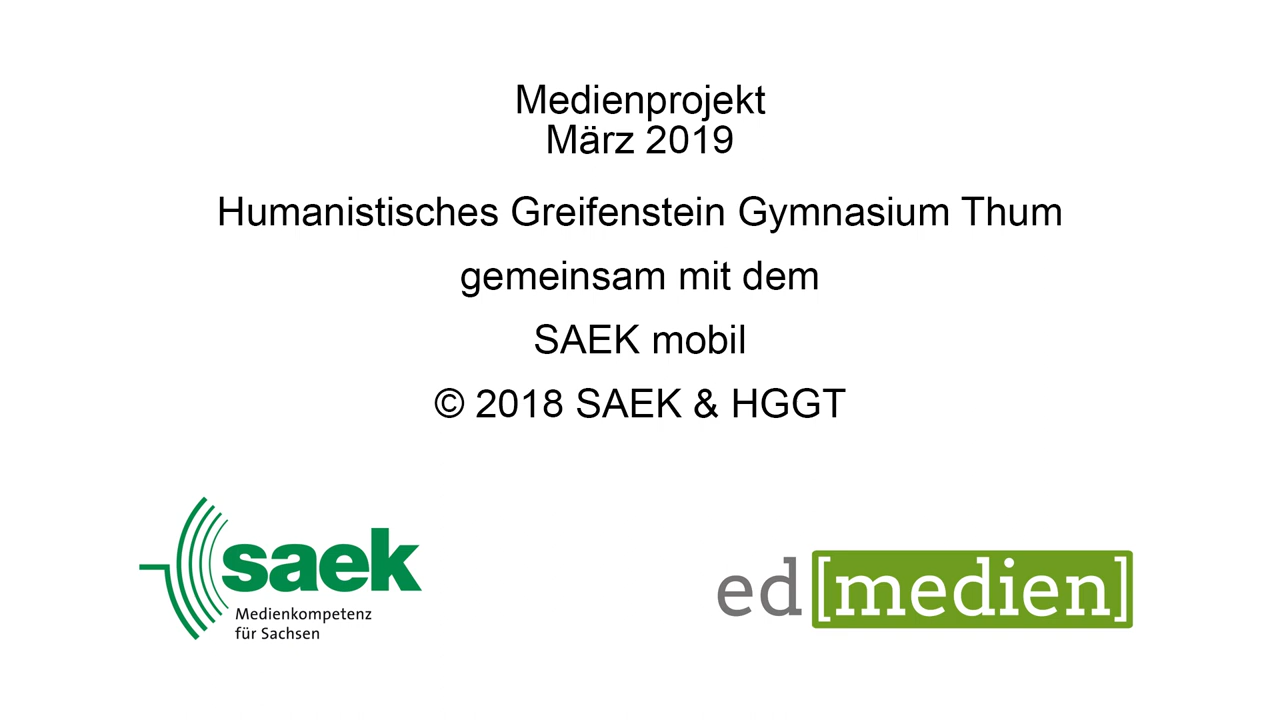 Medienprojekt
März 2019
Humanistisches Greifenstein Gymnasium Thum
gemeinsam mit dem
SAEK mobil
© 2018 SAEK & HGGT
saek
Medienkompetenz
für Sachsen
ed[medien]